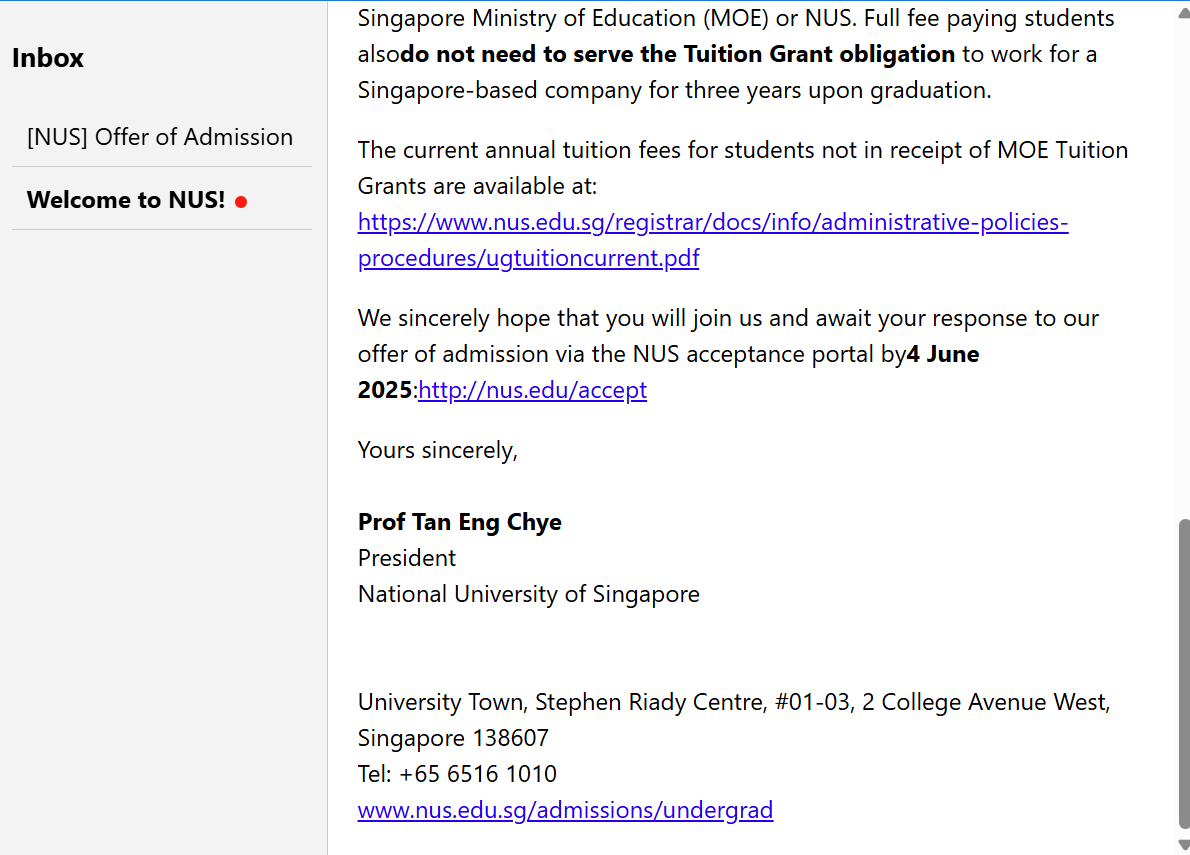 Inbox
[NUS] Offer of Admission
Welcome to NUS!
Singapore Ministry of Education (MOE) or NUS. Full fee paying students
alsodo not need to serve the Tuition Grant obligation to work for a
Singapore-based company for three years upon graduation.
The current annual tuition fees for students not in receipt of MOE Tuition
Grants are available at:
https://www.nus.edu.sg/registrar/docs/info/administrative-policies-
procedures/ugtuitioncurrent.pdf
We sincerely hope that you will join us and await your response to our
offer of admission via the NUS acceptance portal by4 June
2025:http://nus.edu/accept
Yours sincerely,
Prof Tan Eng Chye
President
National University of Singapore
University Town, Stephen Riady Centre, #01-03, 2 College Avenue West,
Singapore 138607
Tel: +65 6516 1010
www.nus.edu.sg/admissions/undergrad